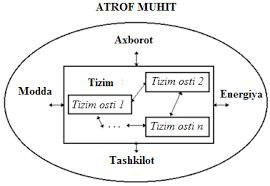 ATROF MUHIT
Axborot
Tizim
Tizim osti 2
Modda
Tizim osti 1
Energiya
...
Tizim osti n
Tashkilot